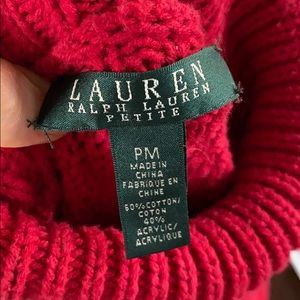 LAUREN
RALPH LAUREN
PETITE
PM
MADE IN
CHINA
FABRIQUE EN
CHINE
60%COTTON/
COTON
40%
ACRYLIC/
ACRYLIQUE